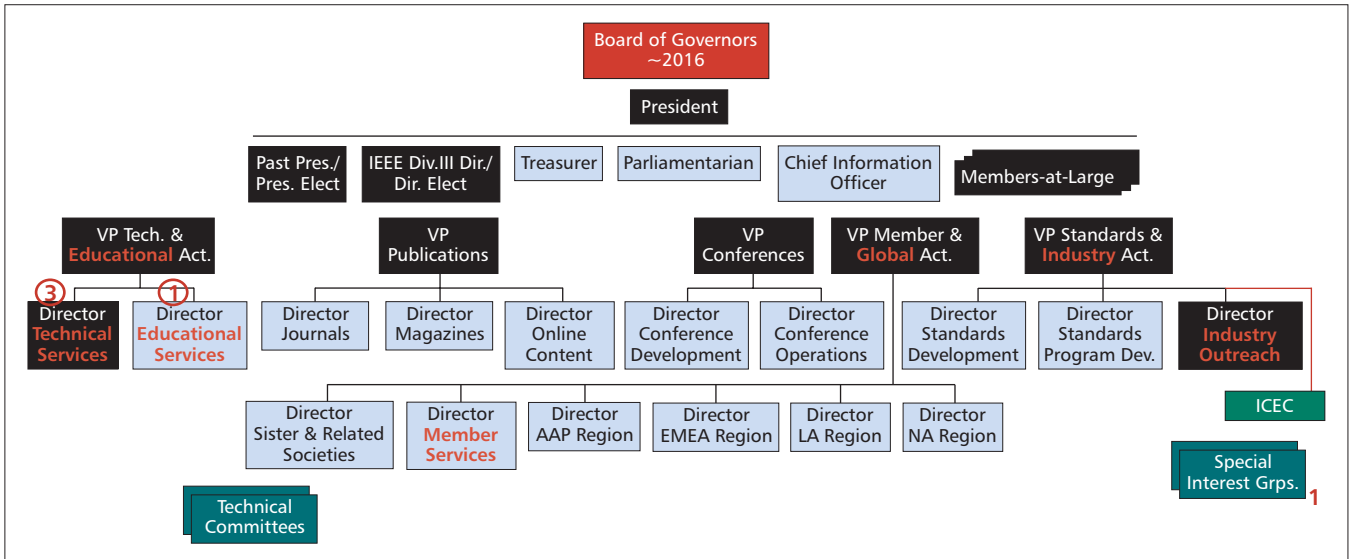 Board of Governors
~2016
President
Past Pres./
Pres. Elect
IEEE Div.III Dir./
Dir. Elect
Treasurer
Parliamentarian
Chief Information
Officer
Members-at-Large
VP Tech. &
Educational Act.
VP
Publications
VP
Conferences
VP Member &
Global Act.
VP Standards &
Industry Act.
3
Director
Technical
Services
1
Director
Educational
Services
Director
Journals
Director
Magazines
Director
Online
Content
Director
Conference
Development
Director
Conference
Operations
Director
Standards
Development
Director
Standards
Program Dev.
Director
Industry
Outreach
Director
Sister & Related
Societies
Director
Member
Services
Director
AAP Region
Director
EMEA Region
Director
LA Region
Director
NA Region
ICEC
Special
Interest Grps.
1
Technical
Committees